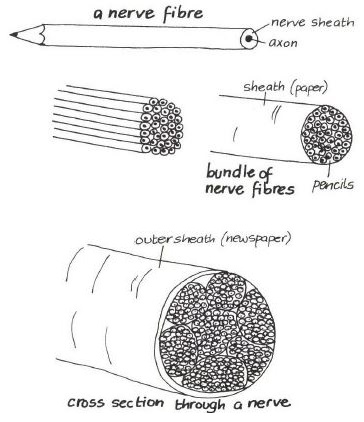 a nerve fibre
nerve sheath
axon
sheath (paper)
bundle of
nerve fibres
pencils
outer sheath (newspaper)
cross section through a nerve